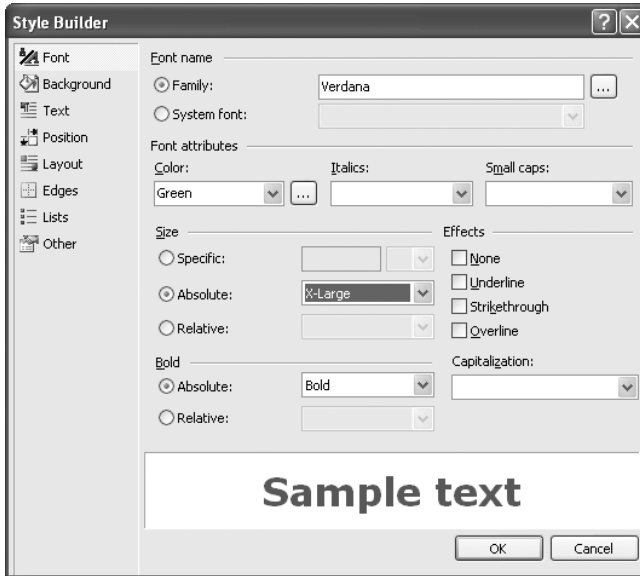 Style Builder
Font
Background
Text
Position
Layout
Edges
Lists
Other
Font name
Family:
Verdana
...
System font:
Font attributes
Color:
Italics:
Small caps:
Green
...
Size
Effects
Specific:
None
Absolute:
X-Large
Underline
Strikethrough
Relative:
Overline
Bold
Capitalization:
Absolute:
Bold
Relative:
Sample text
OK
Cancel